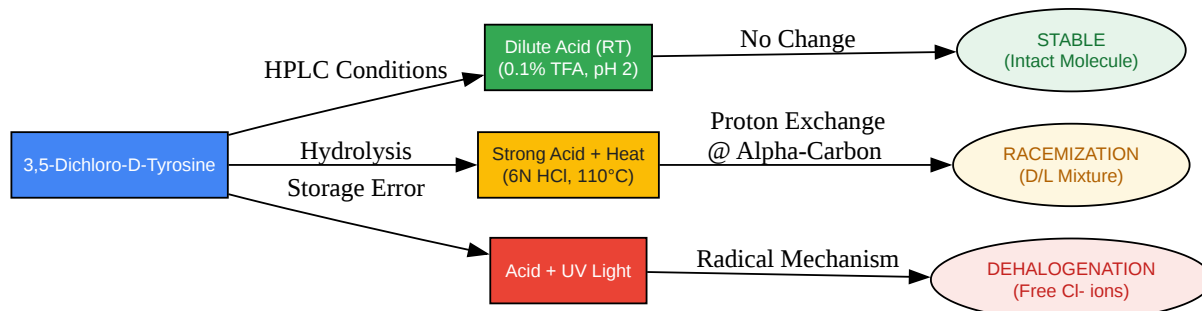 3,5-Dichloro-D-Tyrosine
HPLC Conditions
Dilute Acid (RT)
(0.1% TFA, pH 2)
No Change
STABLE
(Intact Molecule)
Hydrolysis
Strong Acid + Heat
(6N HCl, 110°C)
Proton Exchange
@ Alpha-Carbon
RACEMIZATION
(D/L Mixture)
Storage Error
Acid + UV Light
Radical Mechanism
DEHALOGENATION
(Free Cl- ions)